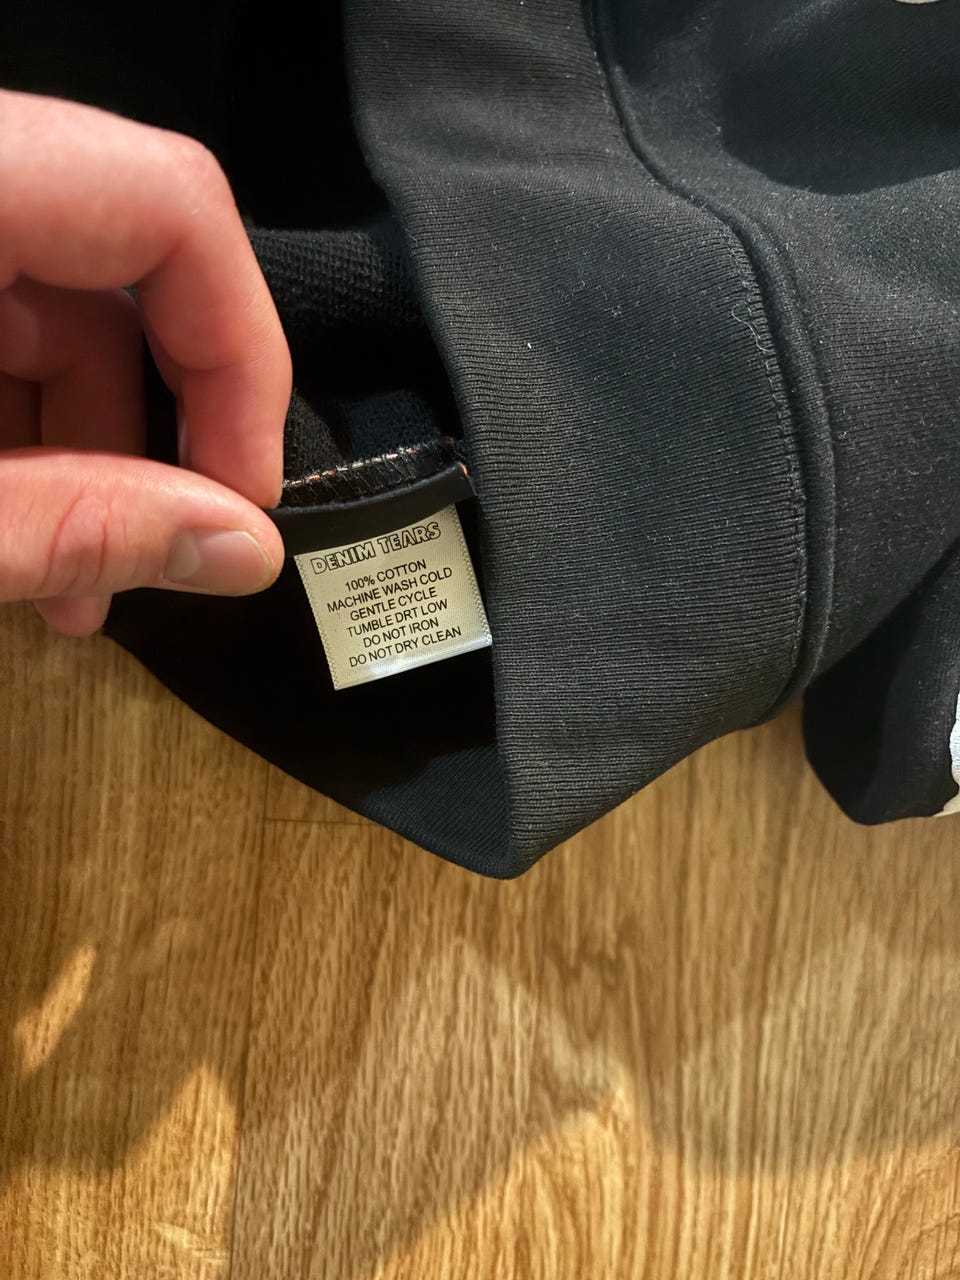 DENIM TEARS
100% COTTON
MACHINE WASH COLD
GENTLE CYCLE
TUMBLE DRT LOW
DO NOT IRON
DO NOT DRY CLEAN